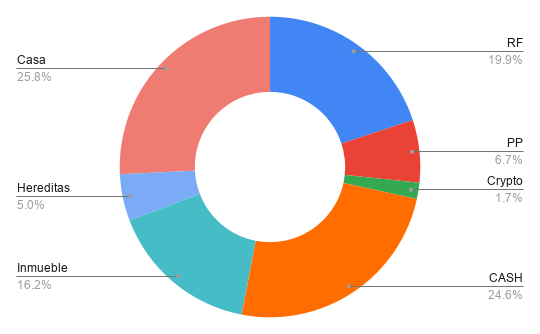 RF
19.9%
PP
6.7%
Crypto
1.7%
CASH
24.6%
Inmueble
16.2%
Hereditas
5.0%
Casa
25.8%